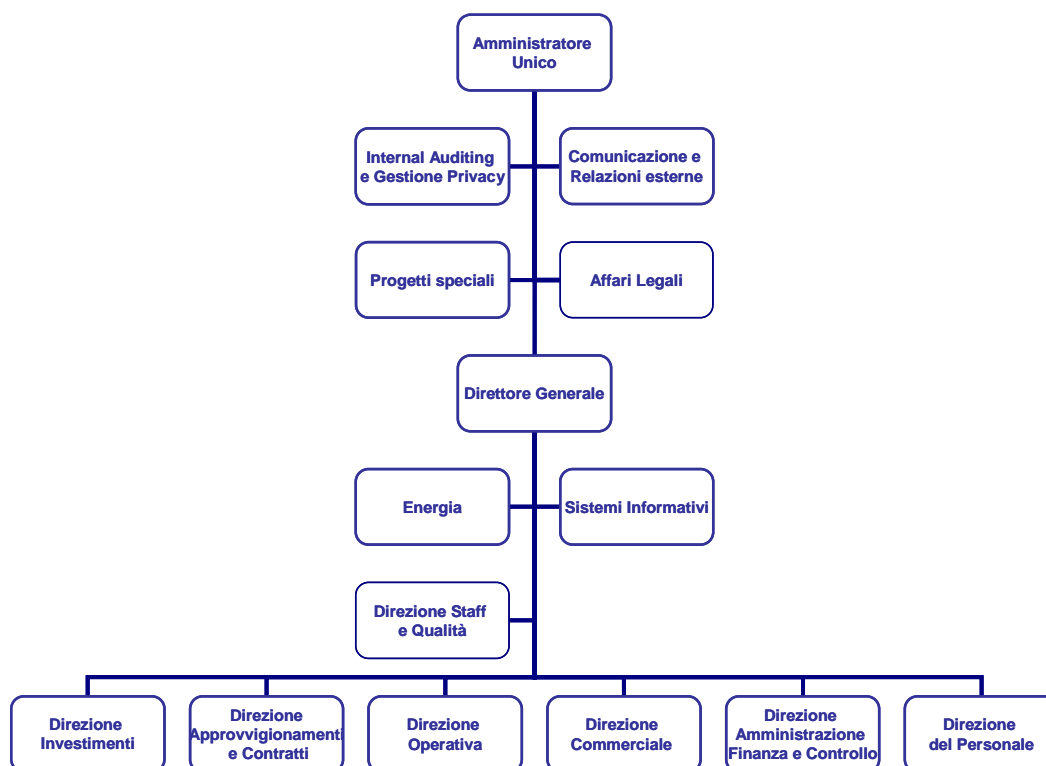 Amministratore
Unico
Internal Auditing
e Gestione Privacy
Comunicazione e
Relazioni esterne
Progetti speciali
Affari Legali
Direttore Generale
Energia
Sistemi Informativi
Direzione Staff
e Qualità
Direzione
Investimenti
Direzione
Approvvigionamenti
e Contratti
Direzione
Operativa
Direzione
Commerciale
Direzione
Amministrazione
Finanza e Controllo
Direzione
del Personale